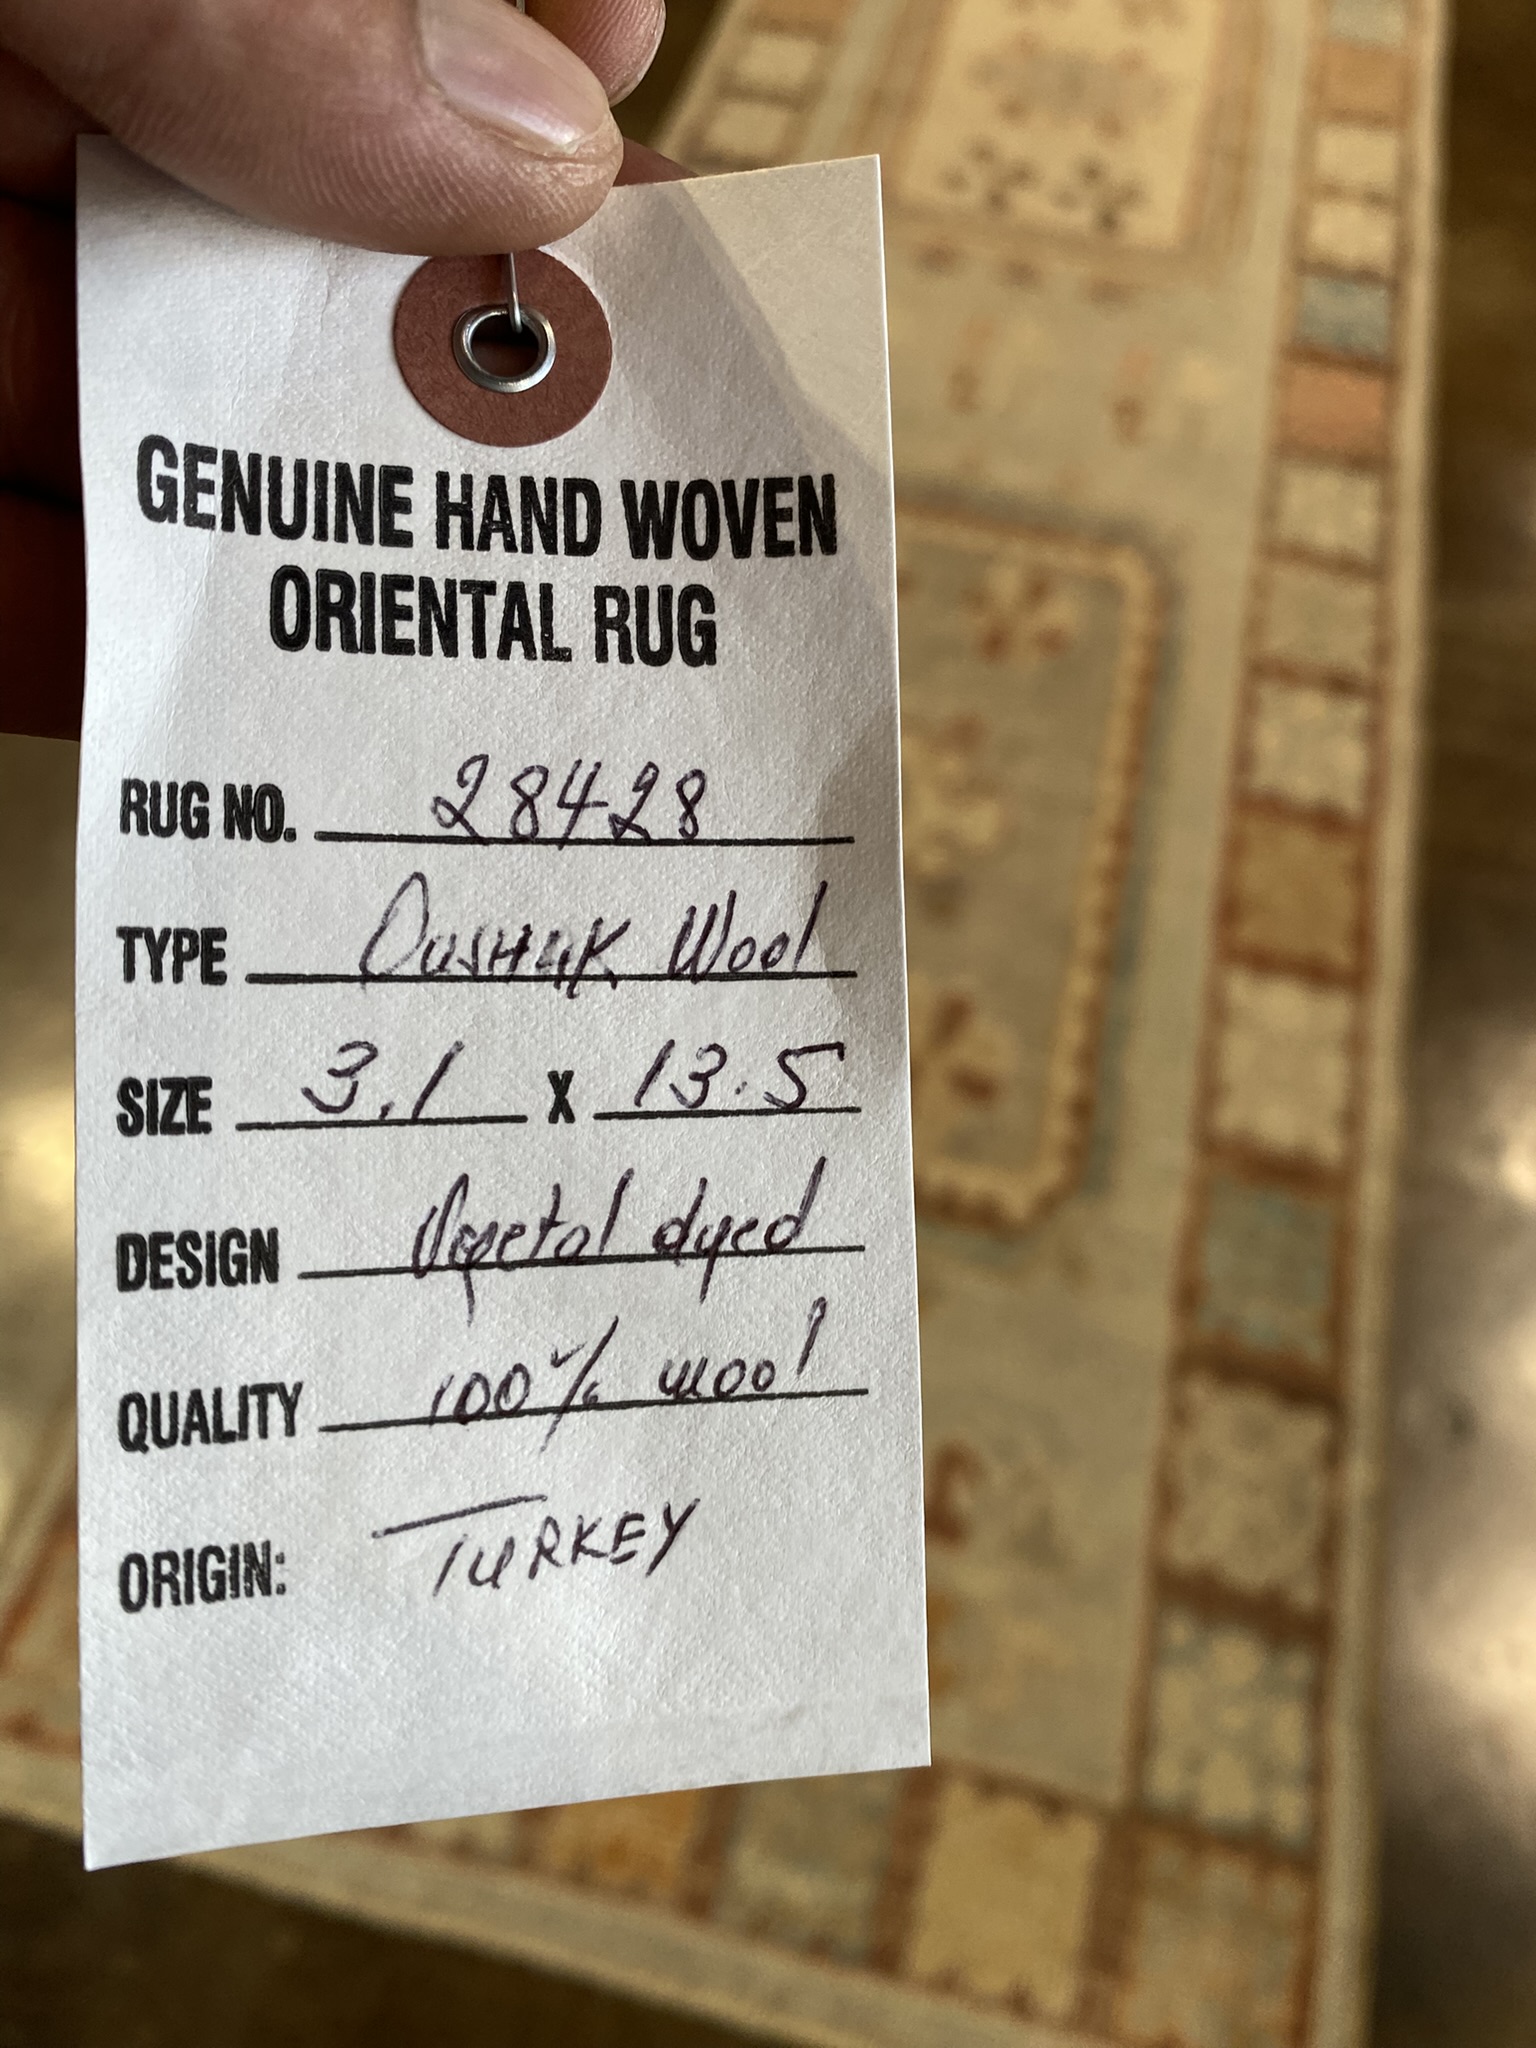 GENUINE HAND WOVEN
ORIENTAL RUG
RUG NO. 28428
TYPE Oushak Wool
SIZE 3.1 X 13.5
DESIGN Vegetal dyed
QUALITY 100% wool
ORIGIN: TURKEY